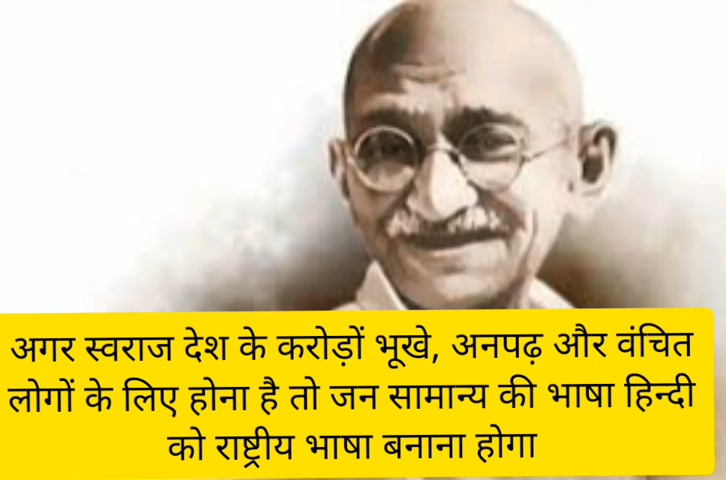 अगर स्वराज देश के करोड़ों भूखे, अनपढ़ और वंचित
लोगों के लिए होना है तो जन सामान्य की भाषा हिन्दी
को राष्ट्रीय भाषा बनाना होगा